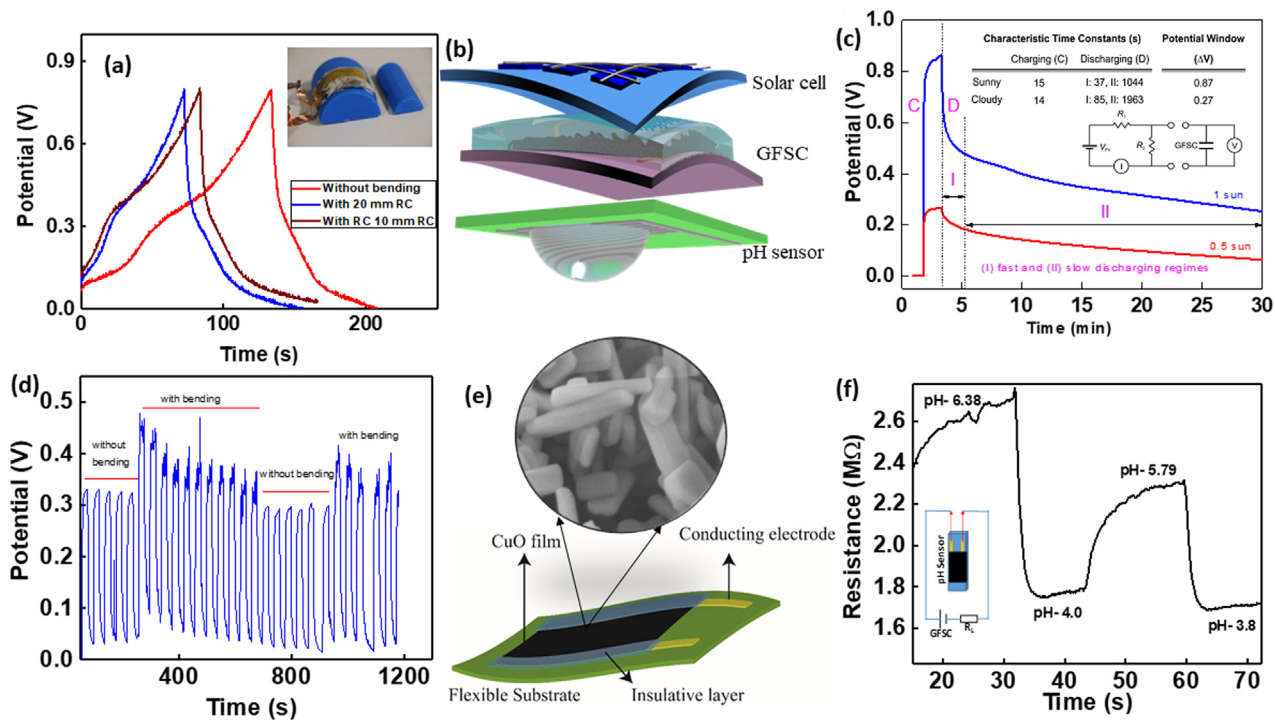 (a)
Potential (V)
0.9
0.6
0.3
0.0
0
100
200
Time (s)
Without bending
With 20 mm RC
With RC 10 mm RC
(b)
Solar cell
GFSC
pH sensor
(c)
Potential (V)
1.0
0.8
0.6
0.4
0.2
0.0
0 5 10 15 20 25 30
Time (min)
Characteristic Time Constants (s) Potential Window
Charging (C) Discharging (D) (ΔV)
Sunny 15 I: 37, II: 1044 0.87
Cloudy 14 I: 85, II: 1963 0.27
C
D
I
II
GFSC
V
I
1 sun
0.5 sun
(I) fast and (II) slow discharging regimes
(d)
Potential (V)
0.5
0.4
0.3
0.2
0.1
0.0
400
800
1200
Time (s)
without
bending
with bending
without bending
with bending
(e)
CuO film
Conducting electrode
Flexible Substrate
Insulative layer
(f)
Resistance (MΩ)
2.6
2.4
2.2
2.0
1.8
1.6
20 30 40 50 60 70
Time (s)
pH- 6.38
pH- 4.0
pH- 5.79
pH- 3.8
pH Sensor
GFSC
R_L